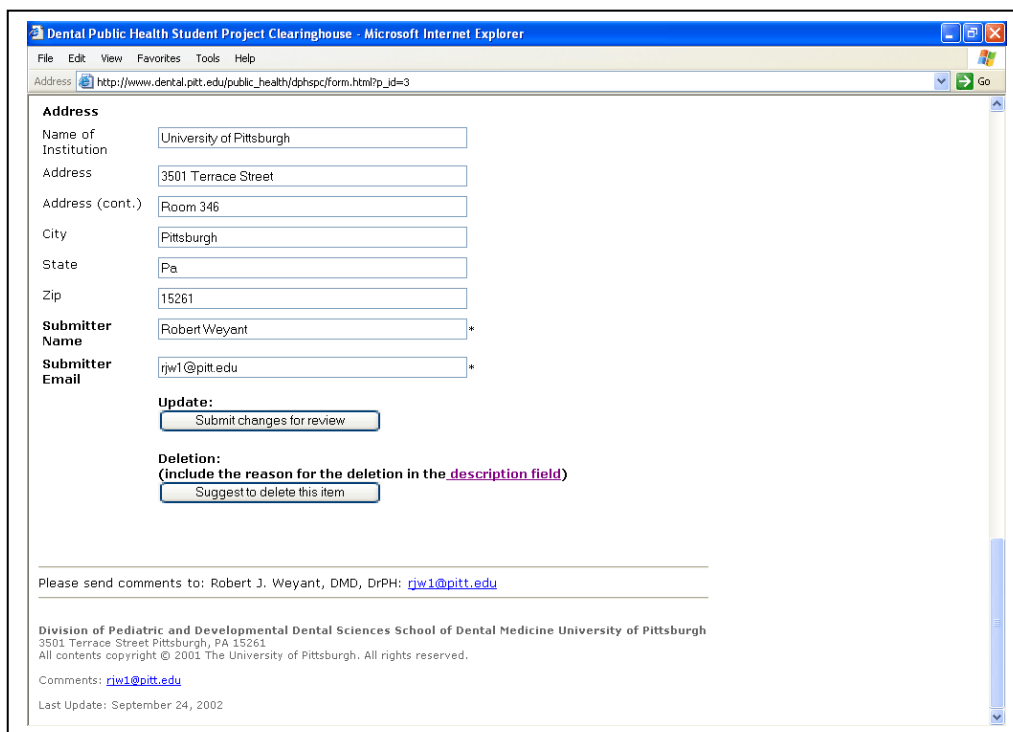 Dental Public Health Student Project Clearinghouse - Microsoft Internet Explorer
File Edit View Favorites Tools Help
Address http://www.dental.pitt.edu/public_health/dphspc/form.html?p_id=3 Go
Address
Name of
Institution
University of Pittsburgh
Address 3501 Terrace Street
Address (cont.) Room 346
City Pittsburgh
State Pa
Zip 15261
Submitter
Name
Robert Weyant *
Submitter
Email
rjw1@pitt.edu *
Update:
Submit changes for review
Deletion:
(include the reason for the deletion in the description field)
Suggest to delete this item
Please send comments to: Robert J. Weyant, DMD, DrPH: rjw1@pitt.edu
Division of Pediatric and Developmental Dental Sciences School of Dental Medicine University of Pittsburgh
3501 Terrace Street Pittsburgh, PA 15261
All contents copyright © 2001 The University of Pittsburgh. All rights reserved.
Comments: rjw1@pitt.edu
Last Update: September 24, 2002